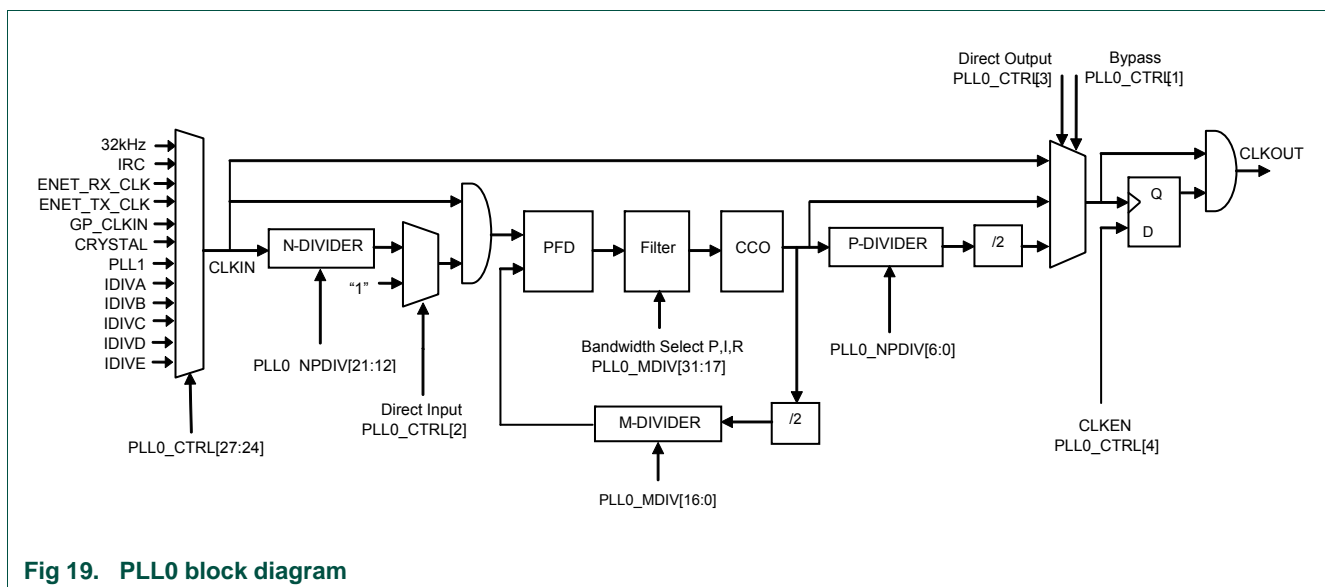 Direct Output
PLL0_CTRL[3]
Bypass
PLL0_CTRL[1]
32kHz
IRC
ENET_RX_CLK
ENET_TX_CLK
GP_CLKIN
CRYSTAL
PLL1
IDIVA
IDIVB
IDIVC
IDIVD
IDIVE
CLKIN
N-DIVIDER
"1"
PFD
Filter
CCO
P-DIVIDER
/2
Q
D
CLKOUT
PLL0_NPDIV[21:12]
Bandwidth Select P,I,R
PLL0_MDIV[31:17]
PLL0_NPDIV[6:0]
Direct Input
PLL0_CTRL[2]
M-DIVIDER
/2
CLKEN
PLL0_CTRL[4]
PLL0_CTRL[27:24]
PLL0_MDIV[16:0]
Fig 19. PLL0 block diagram